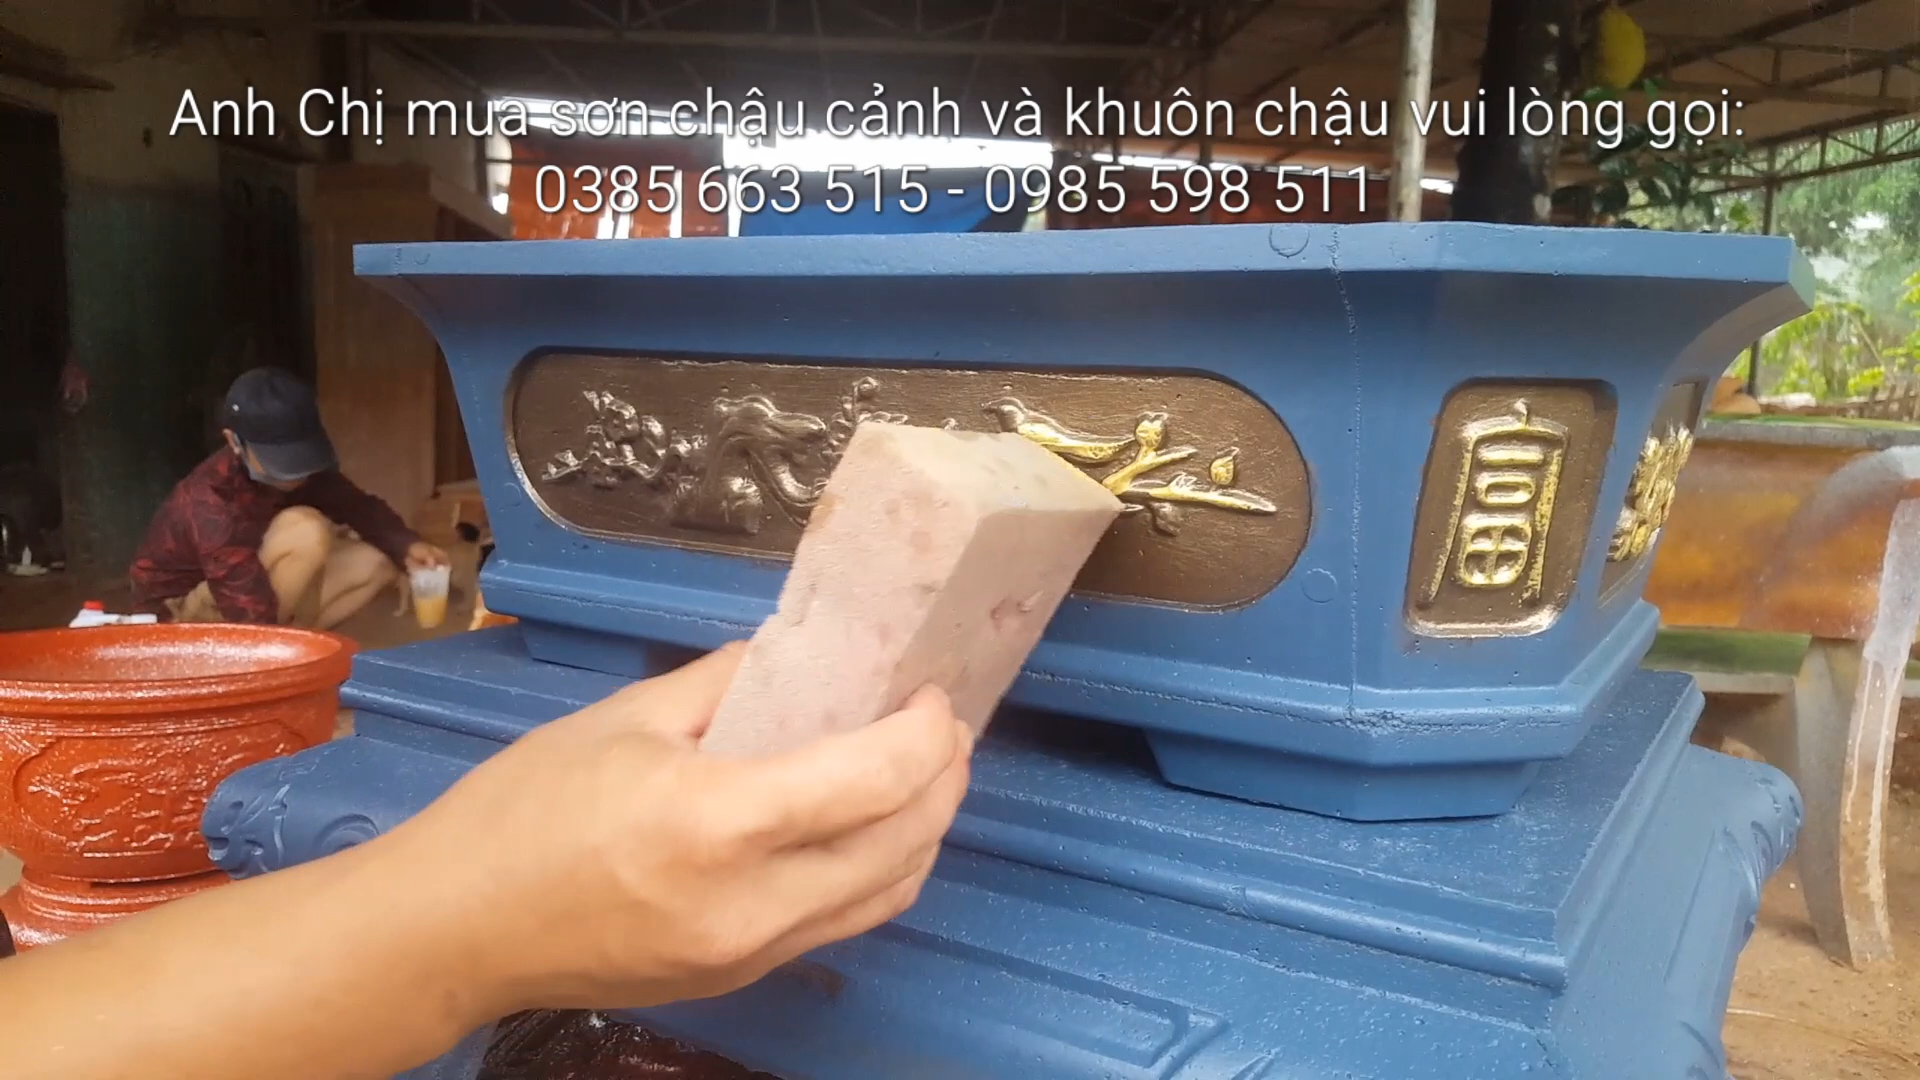 Anh Chị mua sơn chậu cảnh và khuôn chậu vui lòng gọi:
0385 663 515 - 0985 598 511
富